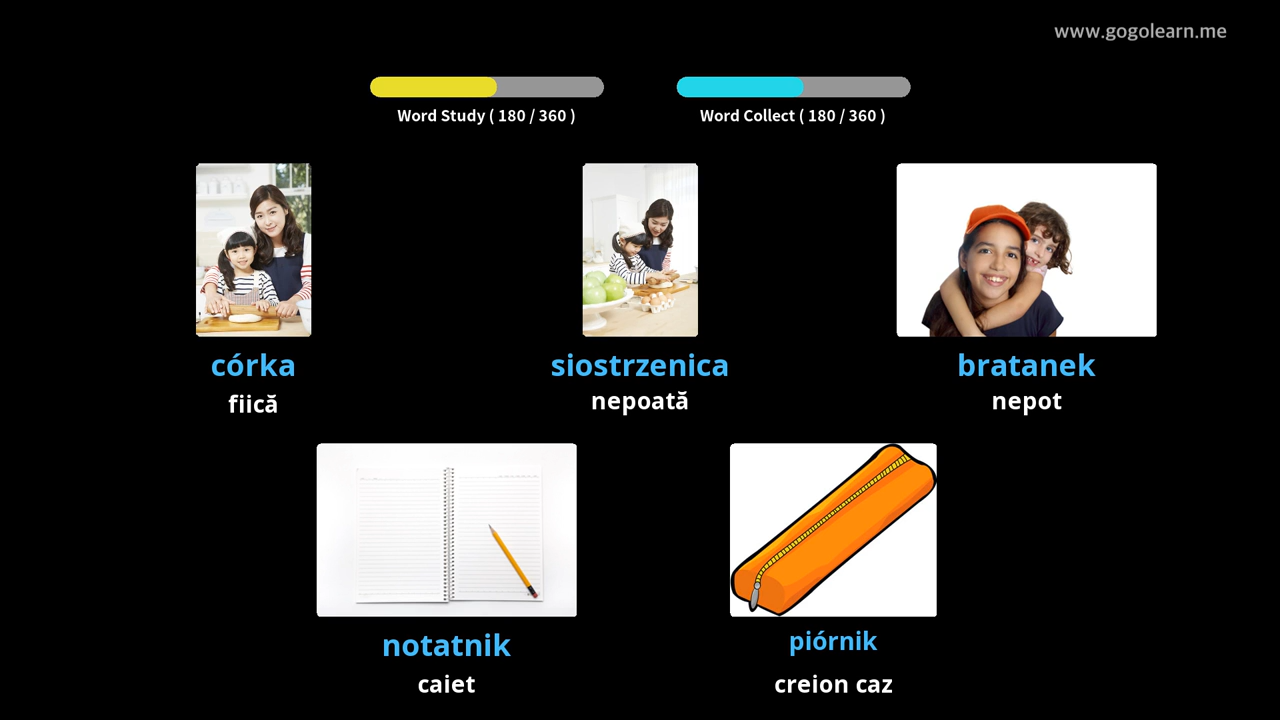 www.gogolearn.me
Word Study ( 180 / 360 )
Word Collect ( 180 / 360 )
córka
fiică
siostrzenica
nepoată
bratanek
nepot
notatnik
caiet
piórnik
creion caz